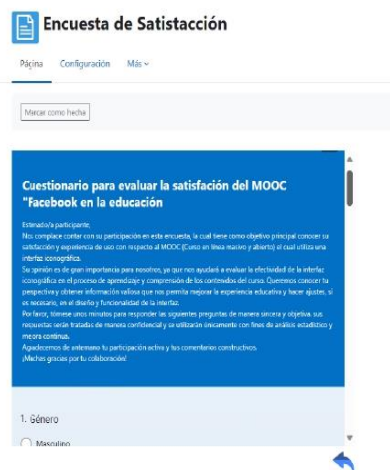 Encuesta de Satistacción
Página Configuración Más
Marcar como hecha
Cuestionario para evaluar la satisfación del MOOC
"Facebook en la educación
Estimado/a participante,
Nos complace contar con su participación en esta encuesta, la cual tiene como objetivo principal conocer su
satisfacción y experiencia de uso con respecto al MOOC (Curso en línea masivo y abierto) el cual utiliza una
interfaz iconográfica.
Su opinión es de gran importancia para nosotros, ya que nos ayudará a evaluar la efectividad de la interfaz
iconográfica en el proceso de aprendizaje y comprensión de los contenidos del curso. Queremos conocer tu
perspectiva y obtener información valiosa que nos permita mejorar la experiencia educativa y hacer ajustes, si
es necesario, en el diseño y funcionalidad de la interfaz.
Por favor, tómese unos minutos para responder las siguientes preguntas de manera sincera y objetiva. sus
respuestas serán tratadas de manera confidencial y se utilizarán únicamente con fines de análisis estadístico y
mejora continua.
Agradecemos de antemano tu participación activa y tus comentarios constructivos.
¡Muchas gracias por tu colaboración!
1. Género
Masculino